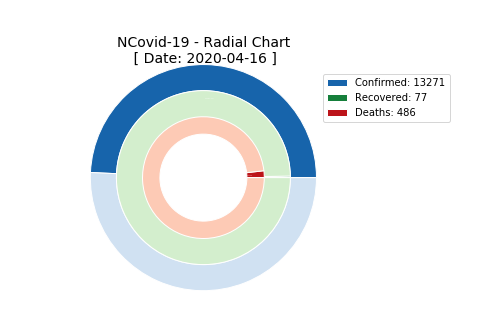 NCovid-19 - Radial Chart
[ Date: 2020-04-16 ]
Confirmed: 13271
Recovered: 77
Deaths: 486